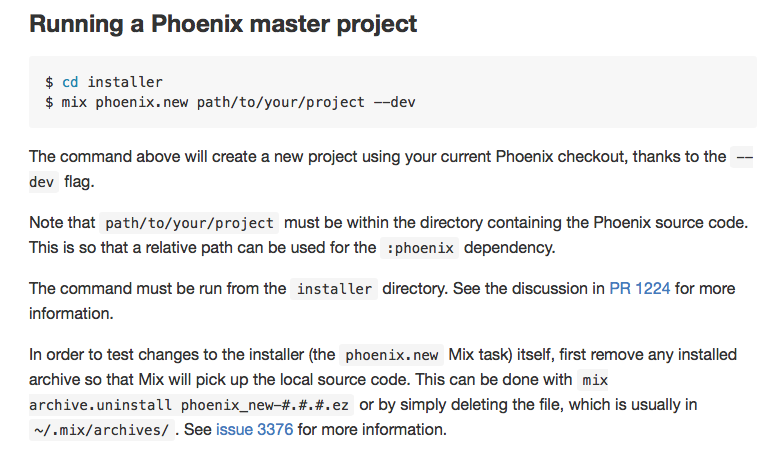 Running a Phoenix master project
$ cd installer
$ mix phoenix.new path/to/your/project --dev
The command above will create a new project using your current Phoenix checkout, thanks to the --
dev flag.
Note that path/to/your/project must be within the directory containing the Phoenix source code.
This is so that a relative path can be used for the :phoenix dependency.
The command must be run from the installer directory. See the discussion in PR 1224 for more
information.
In order to test changes to the installer (the phoenix.new Mix task) itself, first remove any installed
archive so that Mix will pick up the local source code. This can be done with mix
archive.uninstall phoenix_new-#.#.#.ez or by simply deleting the file, which is usually in
~/.mix/archives/ . See issue 3376 for more information.